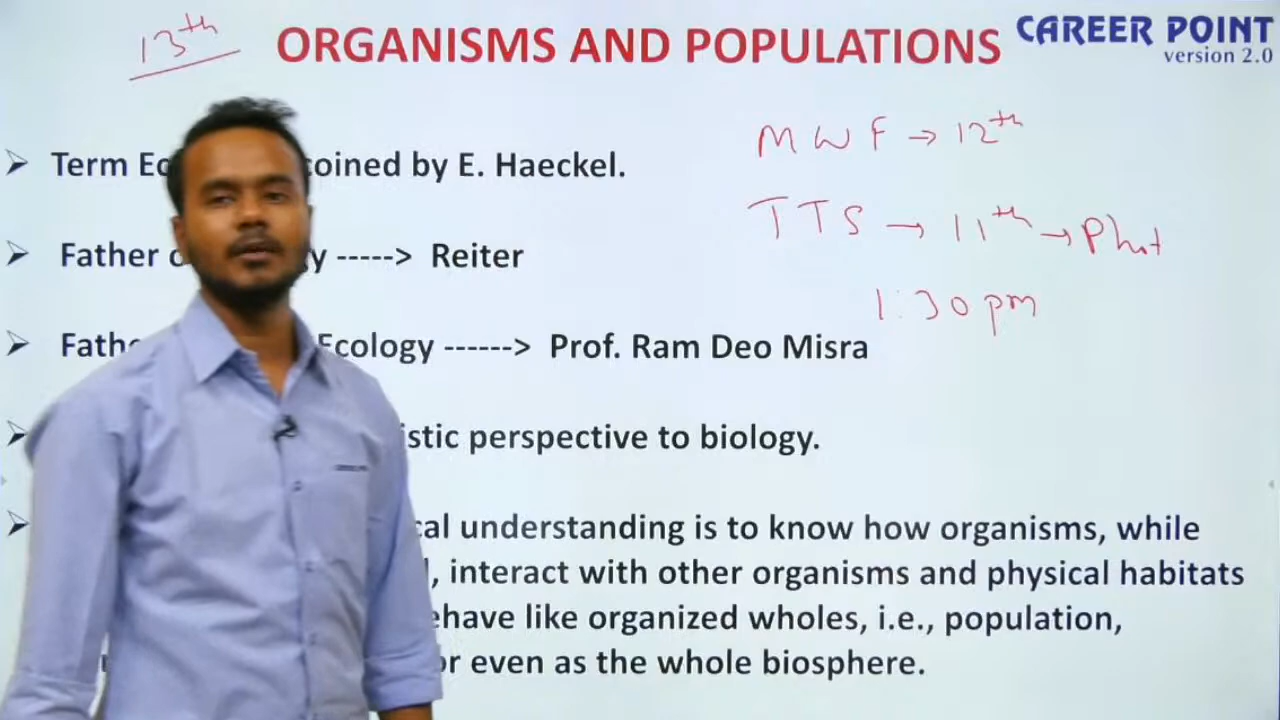 13th
ORGANISMS AND POPULATIONS
CAREER POINT
version 2.0
MWF → 12th
➤ Term Ec coined by E. Haeckel.
TTS → 11th → Phot
➤ Father o y -----> Reiter
1:30 pm
➤ Fathe Ecology ------> Prof. Ram Deo Misra
➤ istic perspective to biology.
➤ cal understanding is to know how organisms, while
, interact with other organisms and physical habitats
ehave like organized wholes, i.e., population,
or even as the whole biosphere.